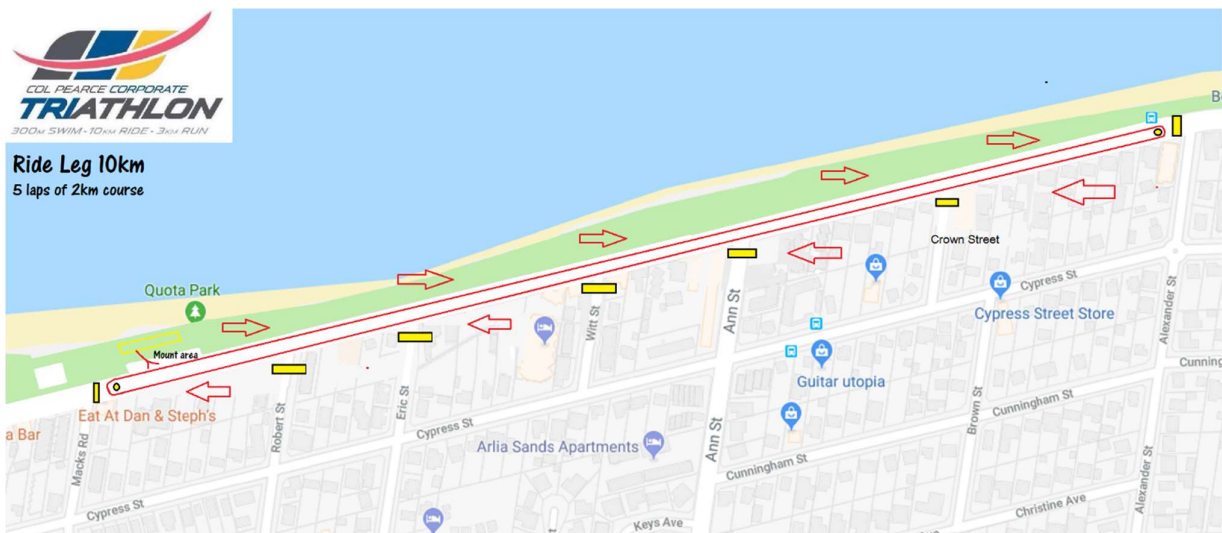 COL PEARCE CORPORATE
TRIATHLON
300M SWIM - 10KM RIDE - 3KM RUN
Ride Leg 10km
5 laps of 2km course
Quota Park
Mount area
Eat At Dan & Steph's
a Bar
Macks Rd
Robert St
Eric St
Witt St
Ann St
Crown Street
Cypress St
Cypress Street Store
Alexander St
Cunning
Guitar utopia
Brown St
Cunningham St
Cypress St
Arlia Sands Apartments
Ann St
Cunningham St
Alexander St
Christine Ave
Cypress St
Keys Ave